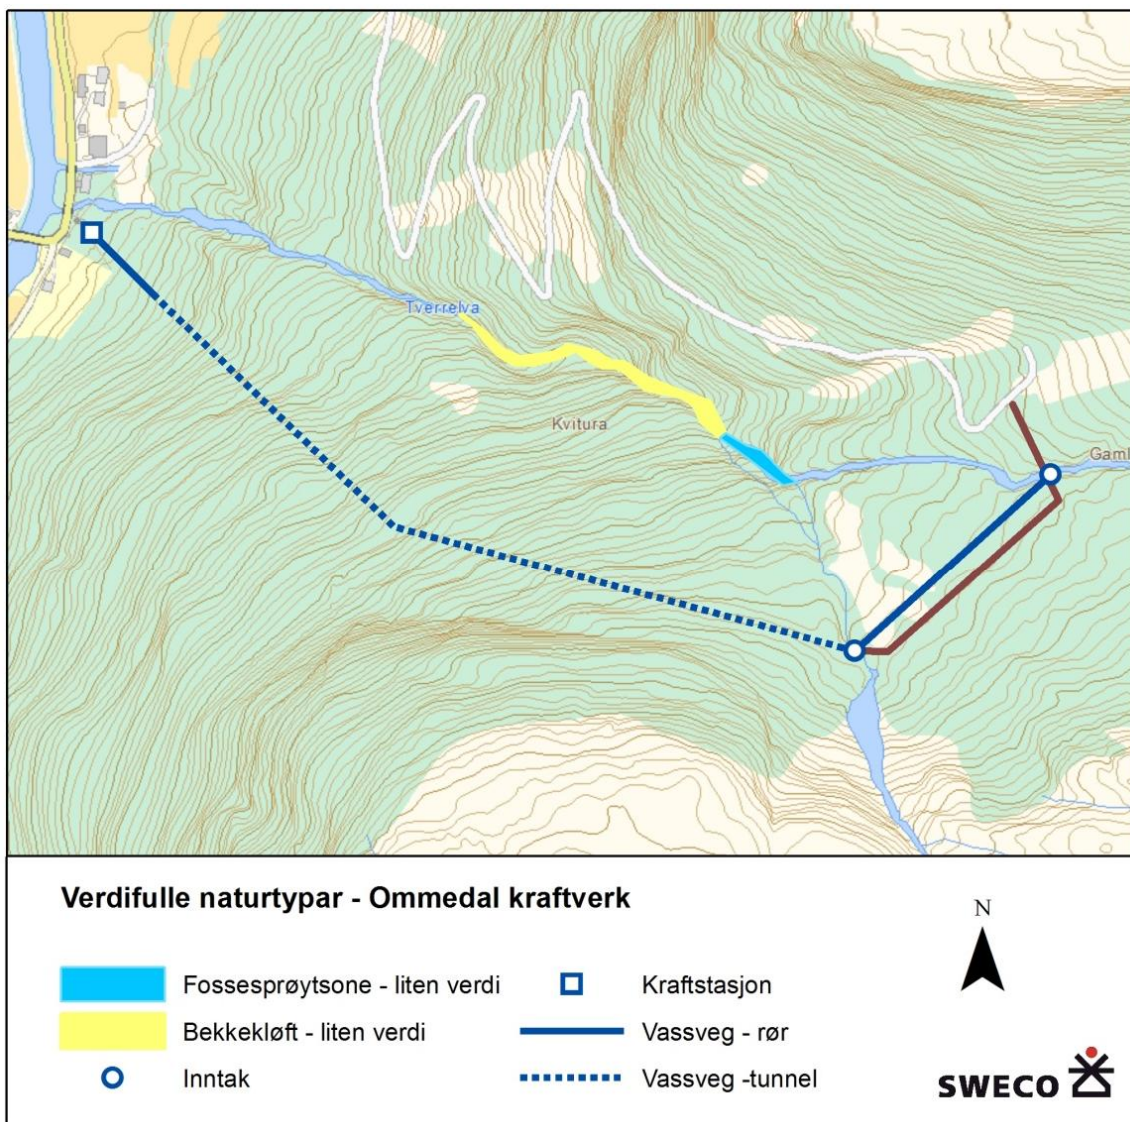 Tverrelva
Kvitura
Gaml
Verdifulle naturtypar - Ommedal kraftverk
N
Fossesprøytsone - liten verdi
Kraftstasjon
Bekkekløft - liten verdi
Vassveg - rør
Inntak
Vassveg -tunnel
SWECO